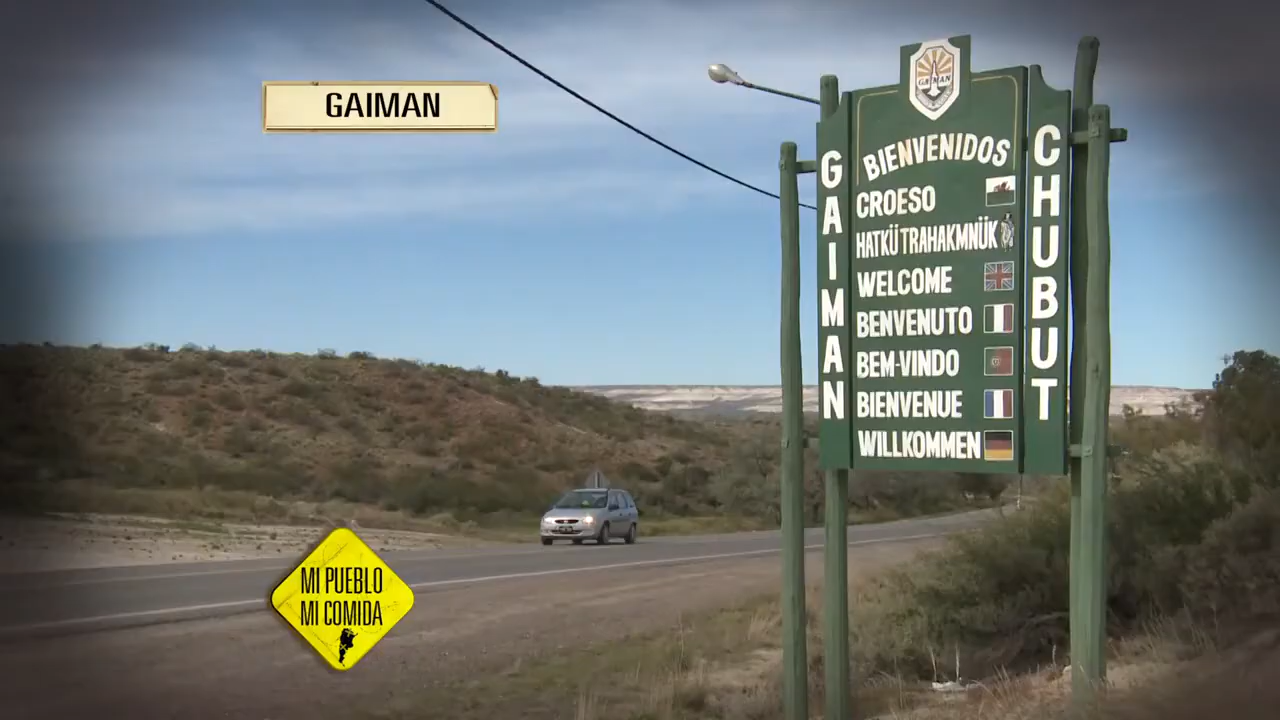 GAIMAN
GAIMAN
GAIMAN
BIENVENIDOS
CROESO
HATKÜ TRAHAKMNÜK
WELCOME
BENVENUTO
BEM-VINDO
BIENVENUE
WILLKOMMEN
CHUBUT
MI PUEBLO
MI COMIDA